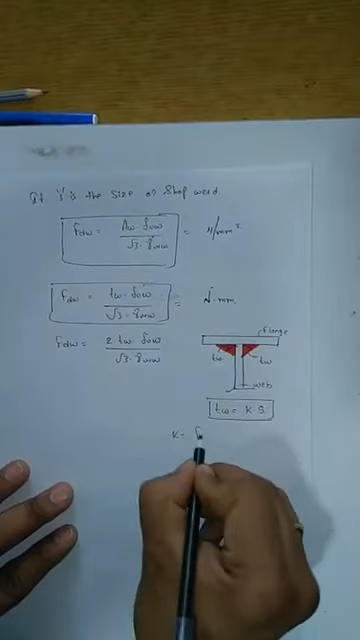 If 'S' is the Size of Shop weld.
Fdw = Aw · fuw / √3 · γmw = N/mm²
Fdw = tw · fuw / √3 · γmw = N·mm.
Fdw = 2 tw · fuw / √3 · γmw
flange
tw tw
web
tw = K·S
K =